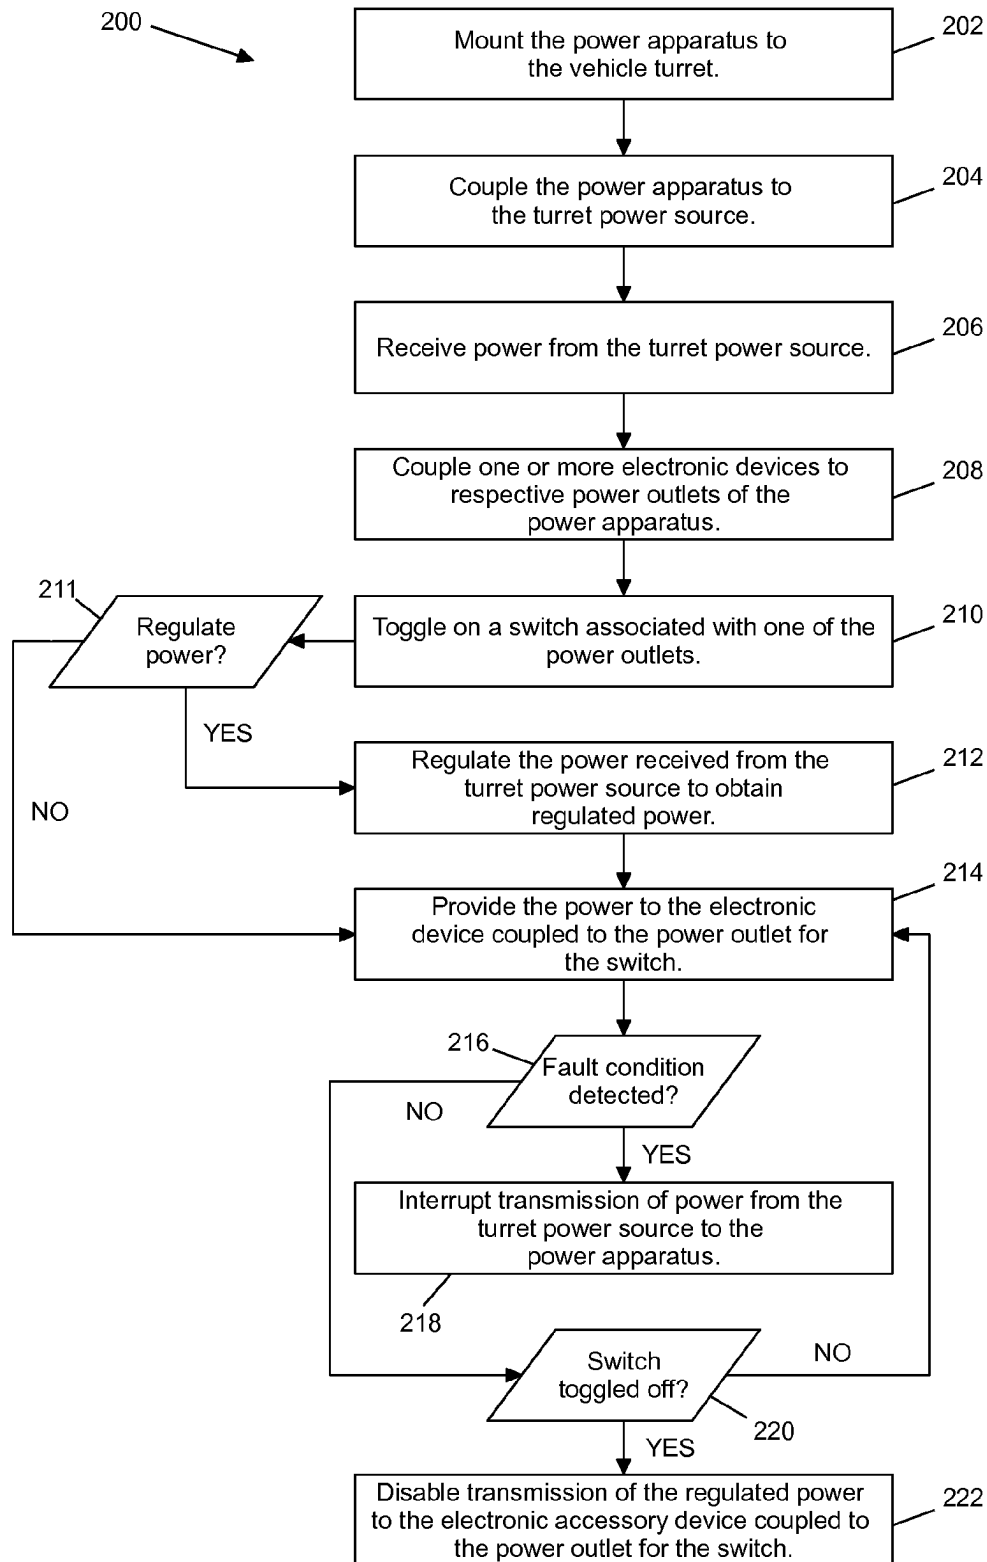 200
Mount the power apparatus to
the vehicle turret.
202
Couple the power apparatus to
the turret power source.
204
Receive power from the turret power source.
206
Couple one or more electronic devices to
respective power outlets of the
power apparatus.
208
211
Regulate
power?
Toggle on a switch associated with one of the
power outlets.
210
YES
NO
Regulate the power received from the
turret power source to obtain
regulated power.
212
Provide the power to the electronic
device coupled to the power outlet for
the switch.
214
216
Fault condition
detected?
NO
YES
Interrupt transmission of power from the
turret power source to the
power apparatus.
218
Switch
toggled off?
NO
220
YES
Disable transmission of the regulated power
to the electronic accessory device coupled to
the power outlet for the switch.
222